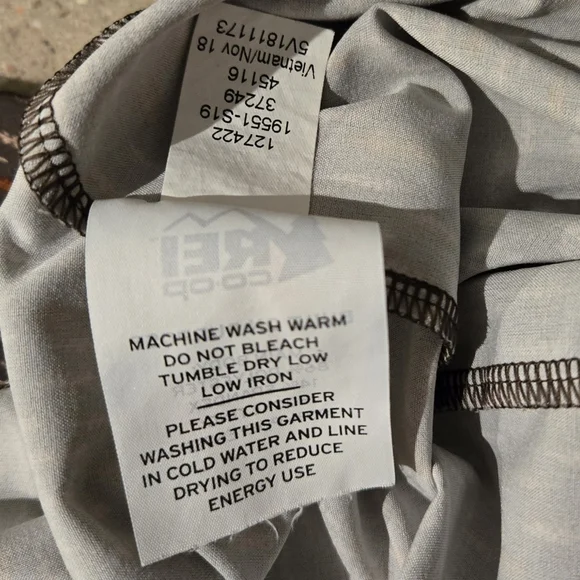 127422
19551-S19
37249
45116
Vietnam/Nov 18
5V1811173
REI
CO·OP
MACHINE WASH WARM
DO NOT BLEACH
TUMBLE DRY LOW
LOW IRON
PLEASE CONSIDER
WASHING THIS GARMENT
IN COLD WATER AND LINE
DRYING TO REDUCE
ENERGY USE